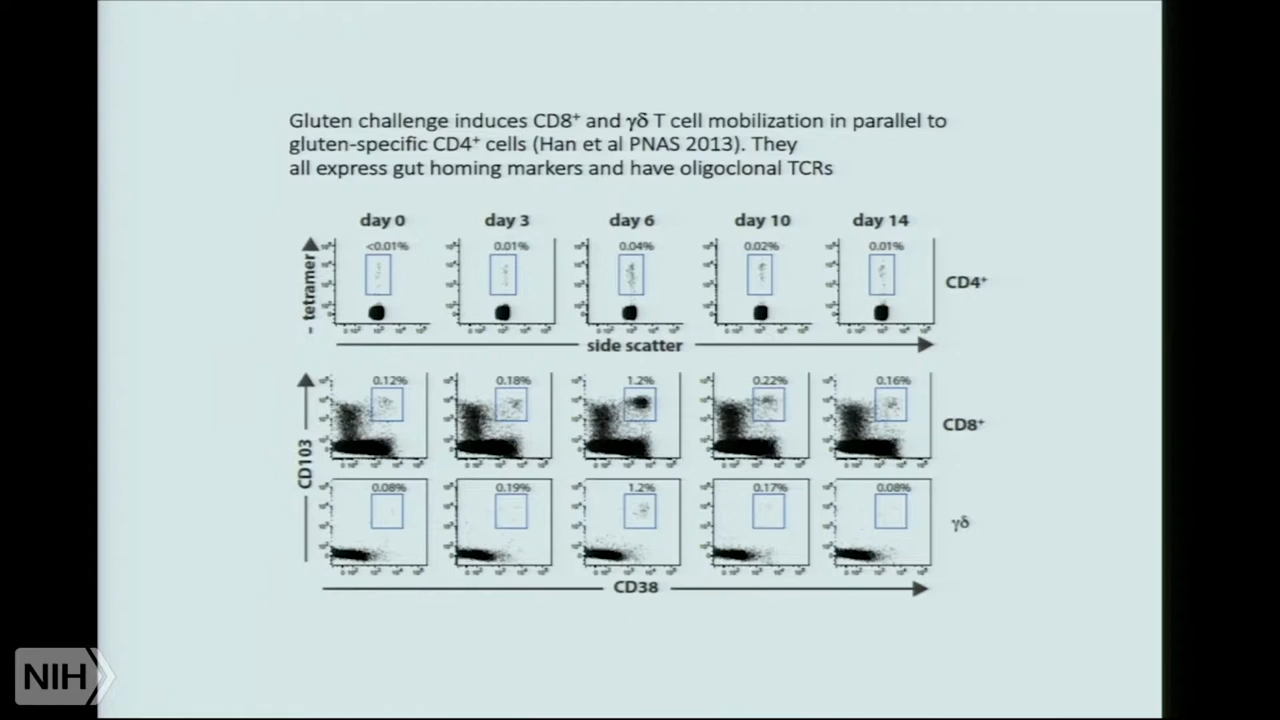 Gluten challenge induces CD8⁺ and γδ T cell mobilization in parallel to
gluten-specific CD4⁺ cells (Han et al PNAS 2013). They
all express gut homing markers and have oligoclonal TCRs
day 0 day 3 day 6 day 10 day 14
<0.01% 0.01% 0.04% 0.02% 0.01%
- tetramer
CD4⁺
side scatter
0.12% 0.18% 1.2% 0.22% 0.16%
CD8⁺
CD103
0.08% 0.19% 1.2% 0.17% 0.08%
γδ
CD38
NIH